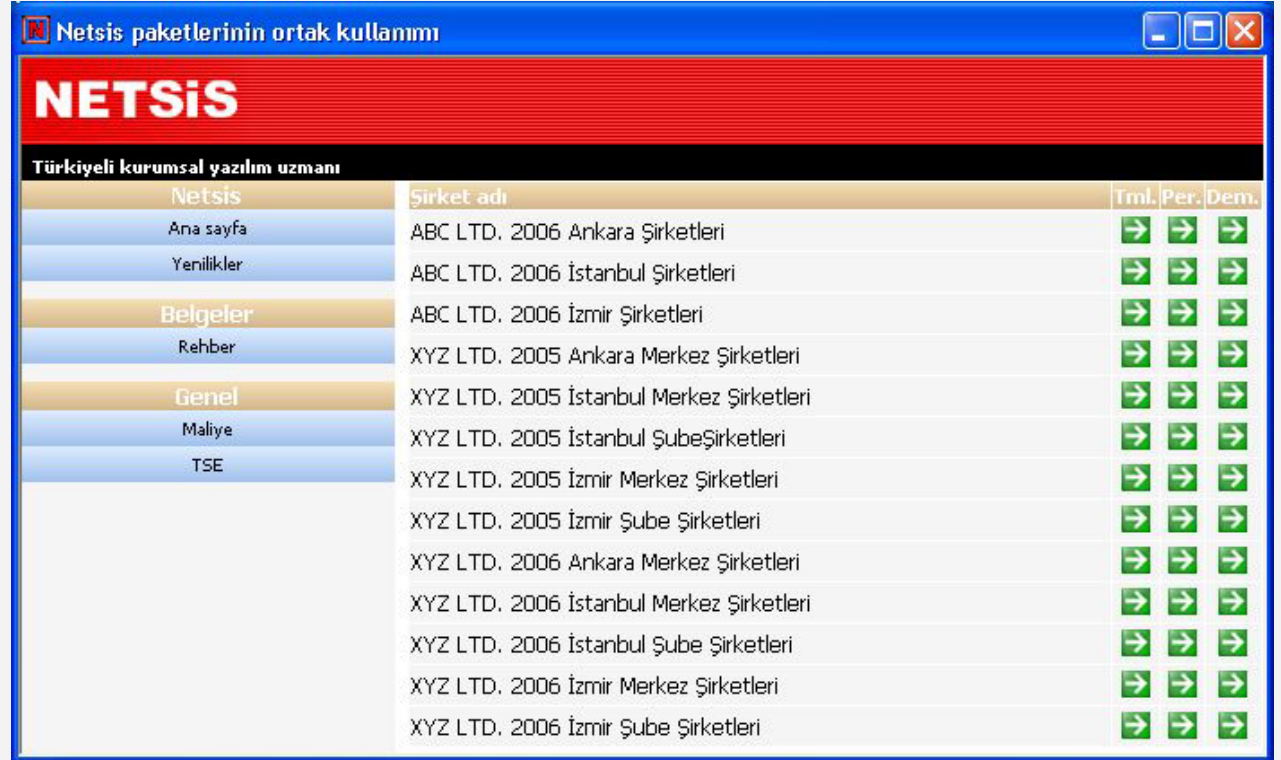 Netsis paketlerinin ortak kullanımı
NETSiS
Türkiyeli kurumsal yazılım uzmanı
Netsis
Ana sayfa
Yenilikler
Belgeler
Rehber
Genel
Maliye
TSE
Şirket adı Tml. Per. Dem.
ABC LTD. 2006 Ankara Şirketleri
ABC LTD. 2006 İstanbul Şirketleri
ABC LTD. 2006 İzmir Şirketleri
XYZ LTD. 2005 Ankara Merkez Şirketleri
XYZ LTD. 2005 İstanbul Merkez Şirketleri
XYZ LTD. 2005 İstanbul ŞubeŞirketleri
XYZ LTD. 2005 İzmir Merkez Şirketleri
XYZ LTD. 2005 İzmir Şube Şirketleri
XYZ LTD. 2006 Ankara Merkez Şirketleri
XYZ LTD. 2006 İstanbul Merkez Şirketleri
XYZ LTD. 2006 İstanbul Şube Şirketleri
XYZ LTD. 2006 İzmir Merkez Şirketleri
XYZ LTD. 2006 İzmir Şube Şirketleri